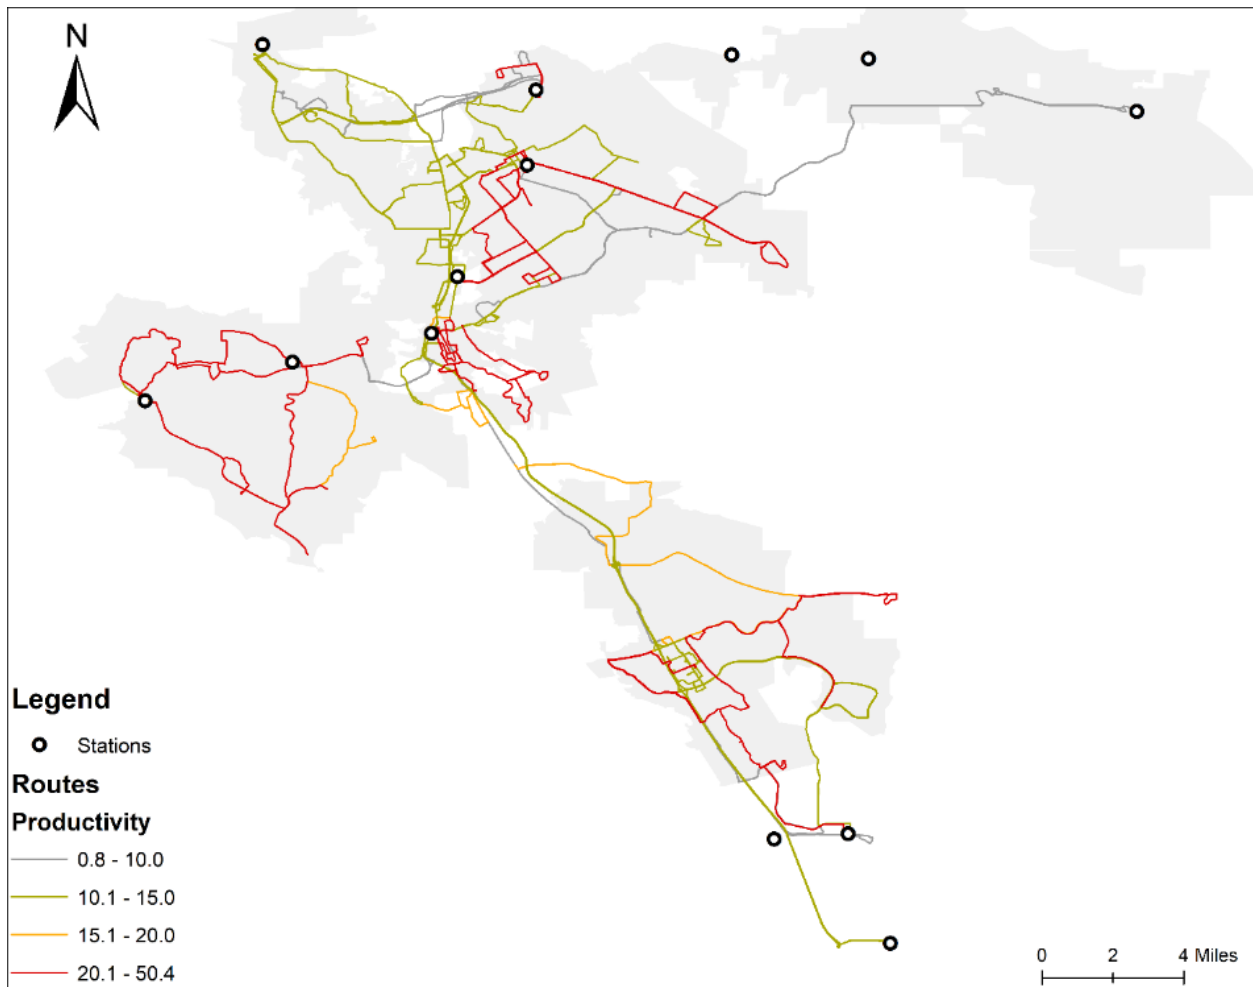 N
Legend
Stations
Routes
Productivity
0.8 - 10.0
10.1 - 15.0
15.1 - 20.0
20.1 - 50.4
0 2 4 Miles